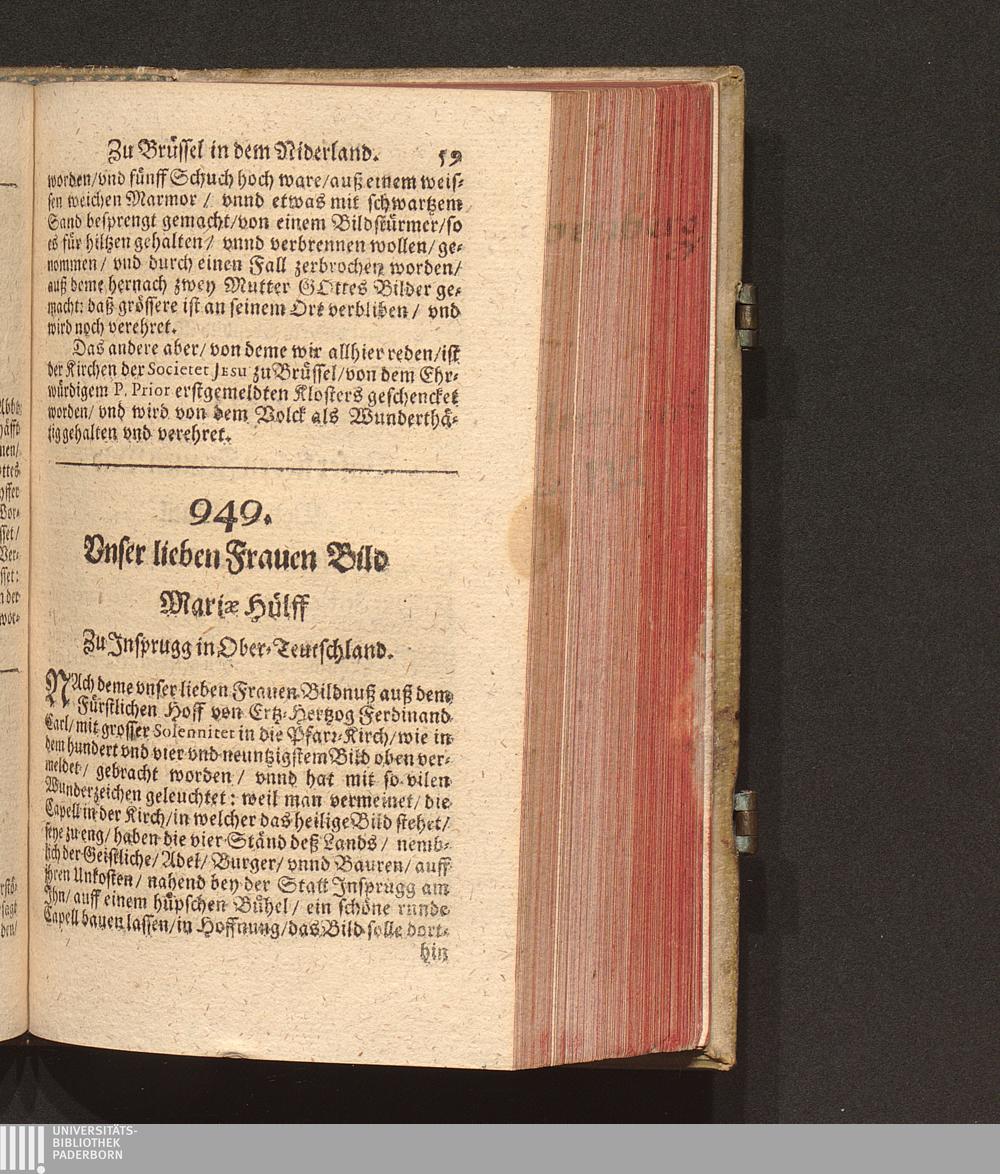 Zu Brüssel in dem Niderland. 59
worden/vnd fünff Schuch hoch ware/auß einem weis-
sen weichen Marmor / vnnd etwas mit schwartzem
Sand besprengt gemacht/von einem Bildstürmer/so
es für hiltzen gehalten/ vnnd verbrennen wollen/ ge-
nommen / vnd durch einen Fall zerbrochen worden/
auß deme hernach zwey Mutter GOttes Bilder ge-
macht: daß grössere ist an seinem Ort verbliben / vnd
wird noch verehret.
Das andere aber/ von deme wir allhier reden/ist
der Kirchen der Societet JESU zu Brüssel/von dem Ehr-
würdigem P. Prior erstgemeldten Klosters geschencket
worden/ vnd wird von dem Volck als Wunderthä-
tig gehalten vnd verehret.
949.
Vnser lieben Frauen Bild
Mariæ Hülff
Zu Insprugg in Ober-Teutschland.
NAch deme vnser lieben Frauen Bildnuß auß dem
Fürstlichen Hoff von Ertz-Hertzog Ferdinand
Carl/ mit grosser Solennitet in die Pfarr-Kirch/wie in
dem hundert vnd vier vnd neuntzigstem Bild oben ver-
meldet/ gebracht worden / vnnd hat mit so vilen
Wunderzeichen geleuchtet: weil man vermeinet/ die
Capell in der Kirch/in welcher das heilige Bild stehet/
seye zu eng/ haben die vier Ständ deß Lands / nemb-
lich der Geistliche/ Adel/ Burger/ vnnd Bauren/ auff
ihren Unkosten/ nahend bey der Statt Insprugg am
Ihn/ auff einem hüpschen Bühel/ ein schöne runde
Capell bauen lassen/in Hoffnung/das Bild solle dort-
hin
UNIVERSITÄTS-
BIBLIOTHEK
PADERBORN